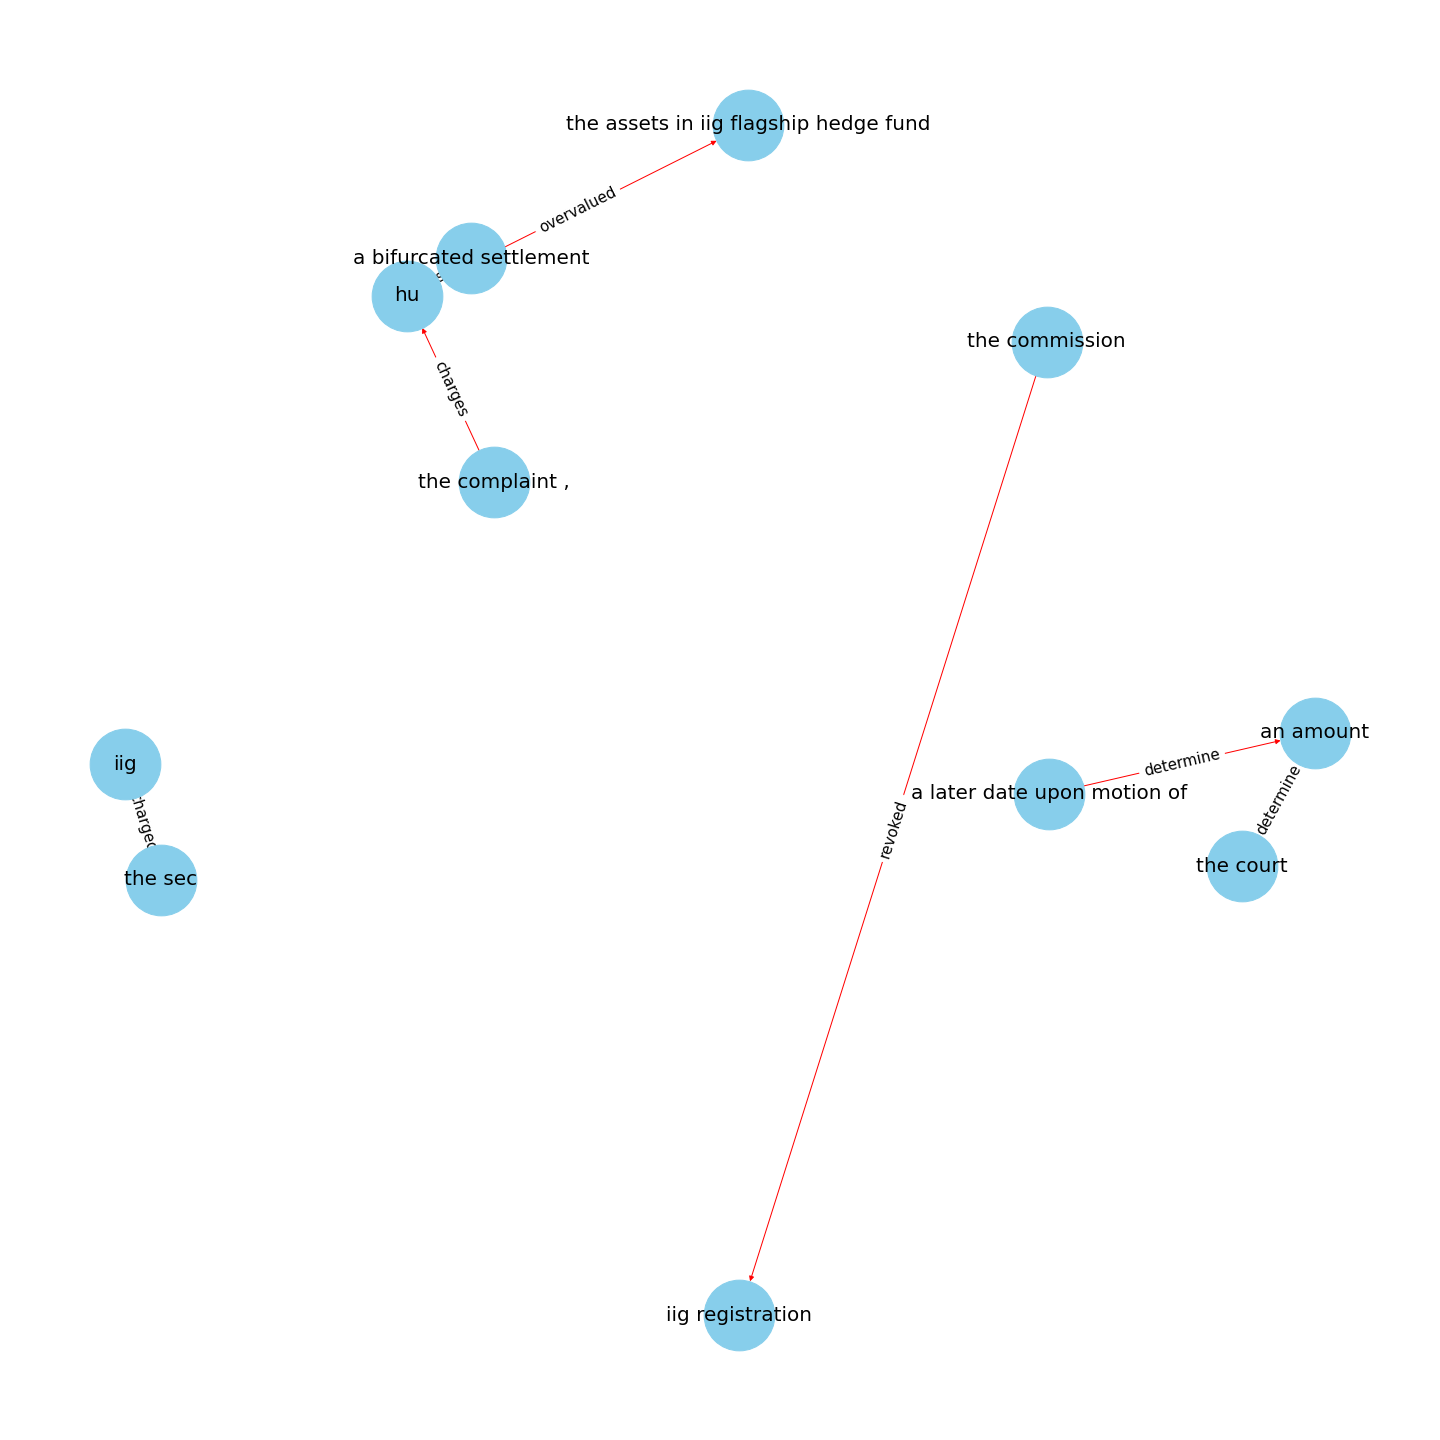 the assets in iig flagship hedge fund
overvalued
a bifurcated settlement
hu
charges
the commission
the complaint ,
an amount
determine
iig
a later date upon motion of
determine
charged
revoked
the court
the sec
iig registration